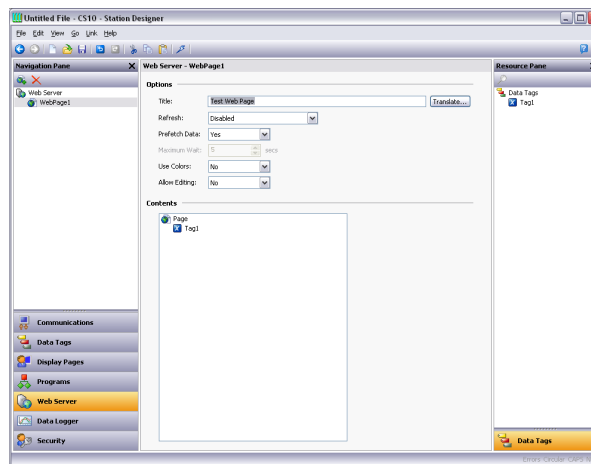 Untitled File - CS10 - Station Designer
File Edit View Go Link Help
Navigation Pane
Web Server
WebPage1
Communications
Data Tags
Display Pages
Programs
Web Server
Data Logger
Security
Web Server - WebPage1
Options
Title: Test Web Page Translate...
Refresh: Disabled
Prefetch Data: Yes
Maximum Wait: 5 secs
Use Colors: No
Allow Editing: No
Contents
Page
Tag1
Resource Pane
Data Tags
Tag1
Data Tags
Errors Circular CAPS